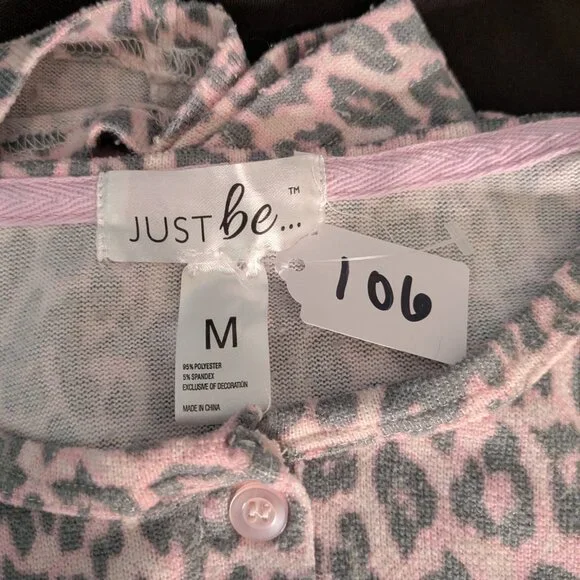 JUST be...™
106
M
95% POLYESTER
5% SPANDEX
EXCLUSIVE OF DECORATION
MADE IN CHINA